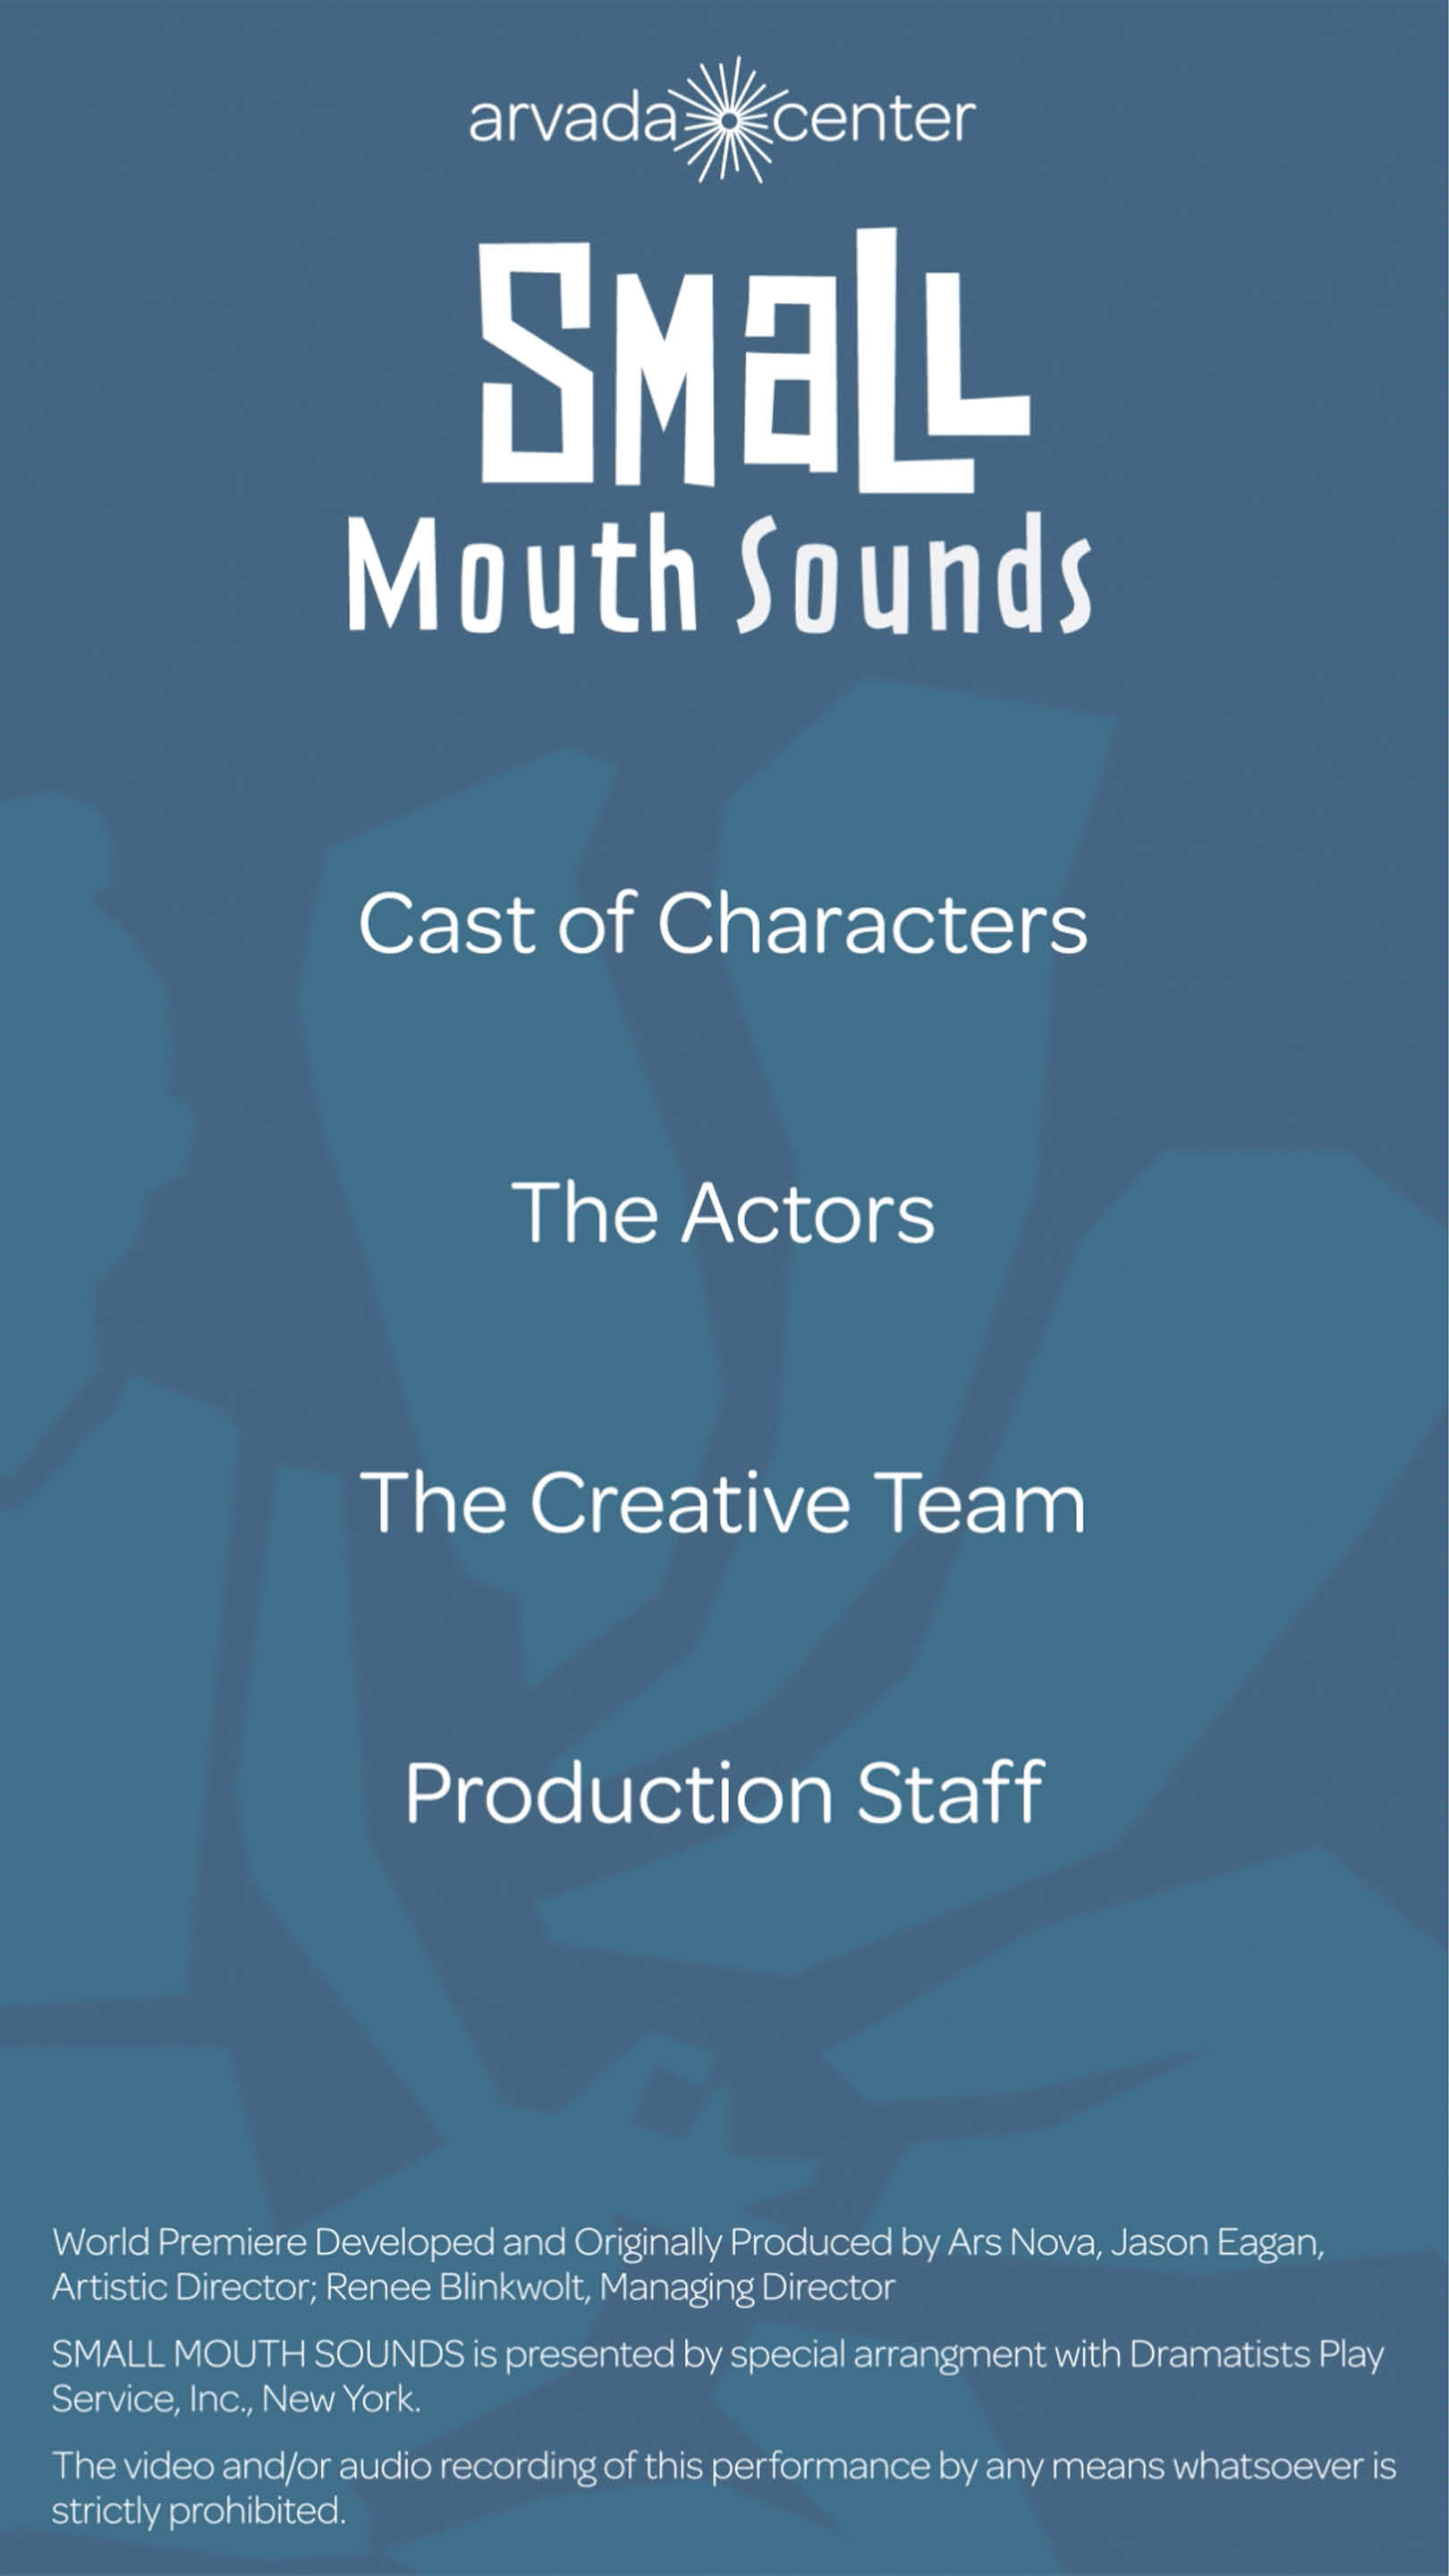 arvada center
SMaLL
Mouth Sounds
Cast of Characters
The Actors
The Creative Team
Production Staff
World Premiere Developed and Originally Produced by Ars Nova, Jason Eagan,
Artistic Director; Renee Blinkwolt, Managing Director
SMALL MOUTH SOUNDS is presented by special arrangment with Dramatists Play
Service, Inc., New York.
The video and/or audio recording of this performance by any means whatsoever is
strictly prohibited.